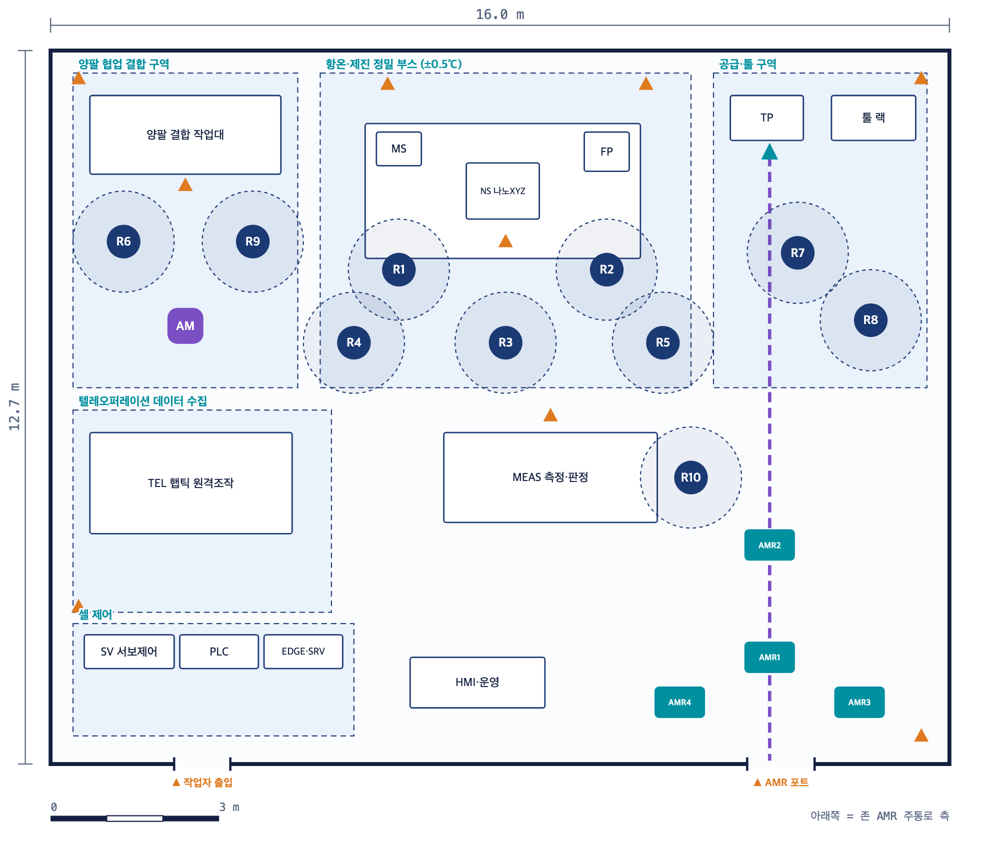 16.0 m
12.7 m
양팔 협업 결합 구역
항온·제진 정밀 부스 (±0.5℃)
공급·툴 구역
양팔 결합 작업대
MS
FP
NS 나노XYZ
TP
툴 랙
R6
R9
R1
R2
R7
R8
R4
R3
R5
AM
텔레오퍼레이션 데이터 수집
TEL 햅틱 원격조작
MEAS 측정·판정
R10
AMR2
셀 제어
SV 서보제어
PLC
EDGE·SRV
HMI·운영
AMR1
AMR4
AMR3
▲ 작업자 출입
▲ AMR 포트
0
3 m
아래쪽 = 존 AMR 주통로 측